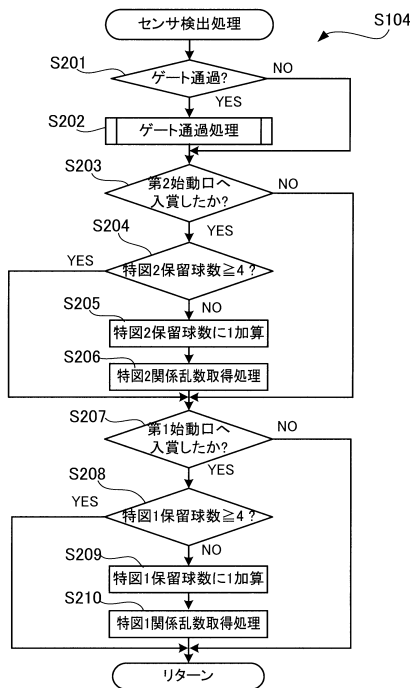 センサ検出処理
S104
S201
ゲート通過?
NO
YES
S202
ゲート通過処理
S203
第2始動口へ
入賞したか?
NO
YES
S204
YES
特図2保留球数≧4?
NO
S205
特図2保留球数に1加算
S206
特図2関係乱数取得処理
S207
第1始動口へ
入賞したか?
NO
YES
S208
YES
特図1保留球数≧4?
NO
S209
特図1保留球数に1加算
S210
特図1関係乱数取得処理
リターン